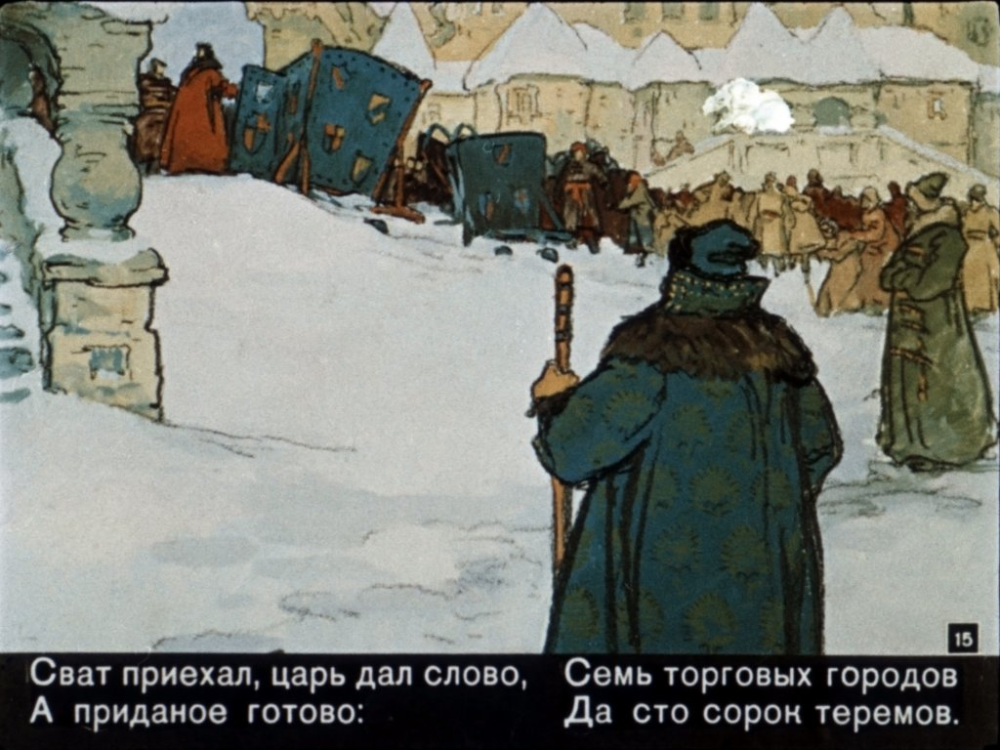 15
Сват приехал, царь дал слово,
А приданое готово:
Семь торговых городов
Да сто сорок теремов.